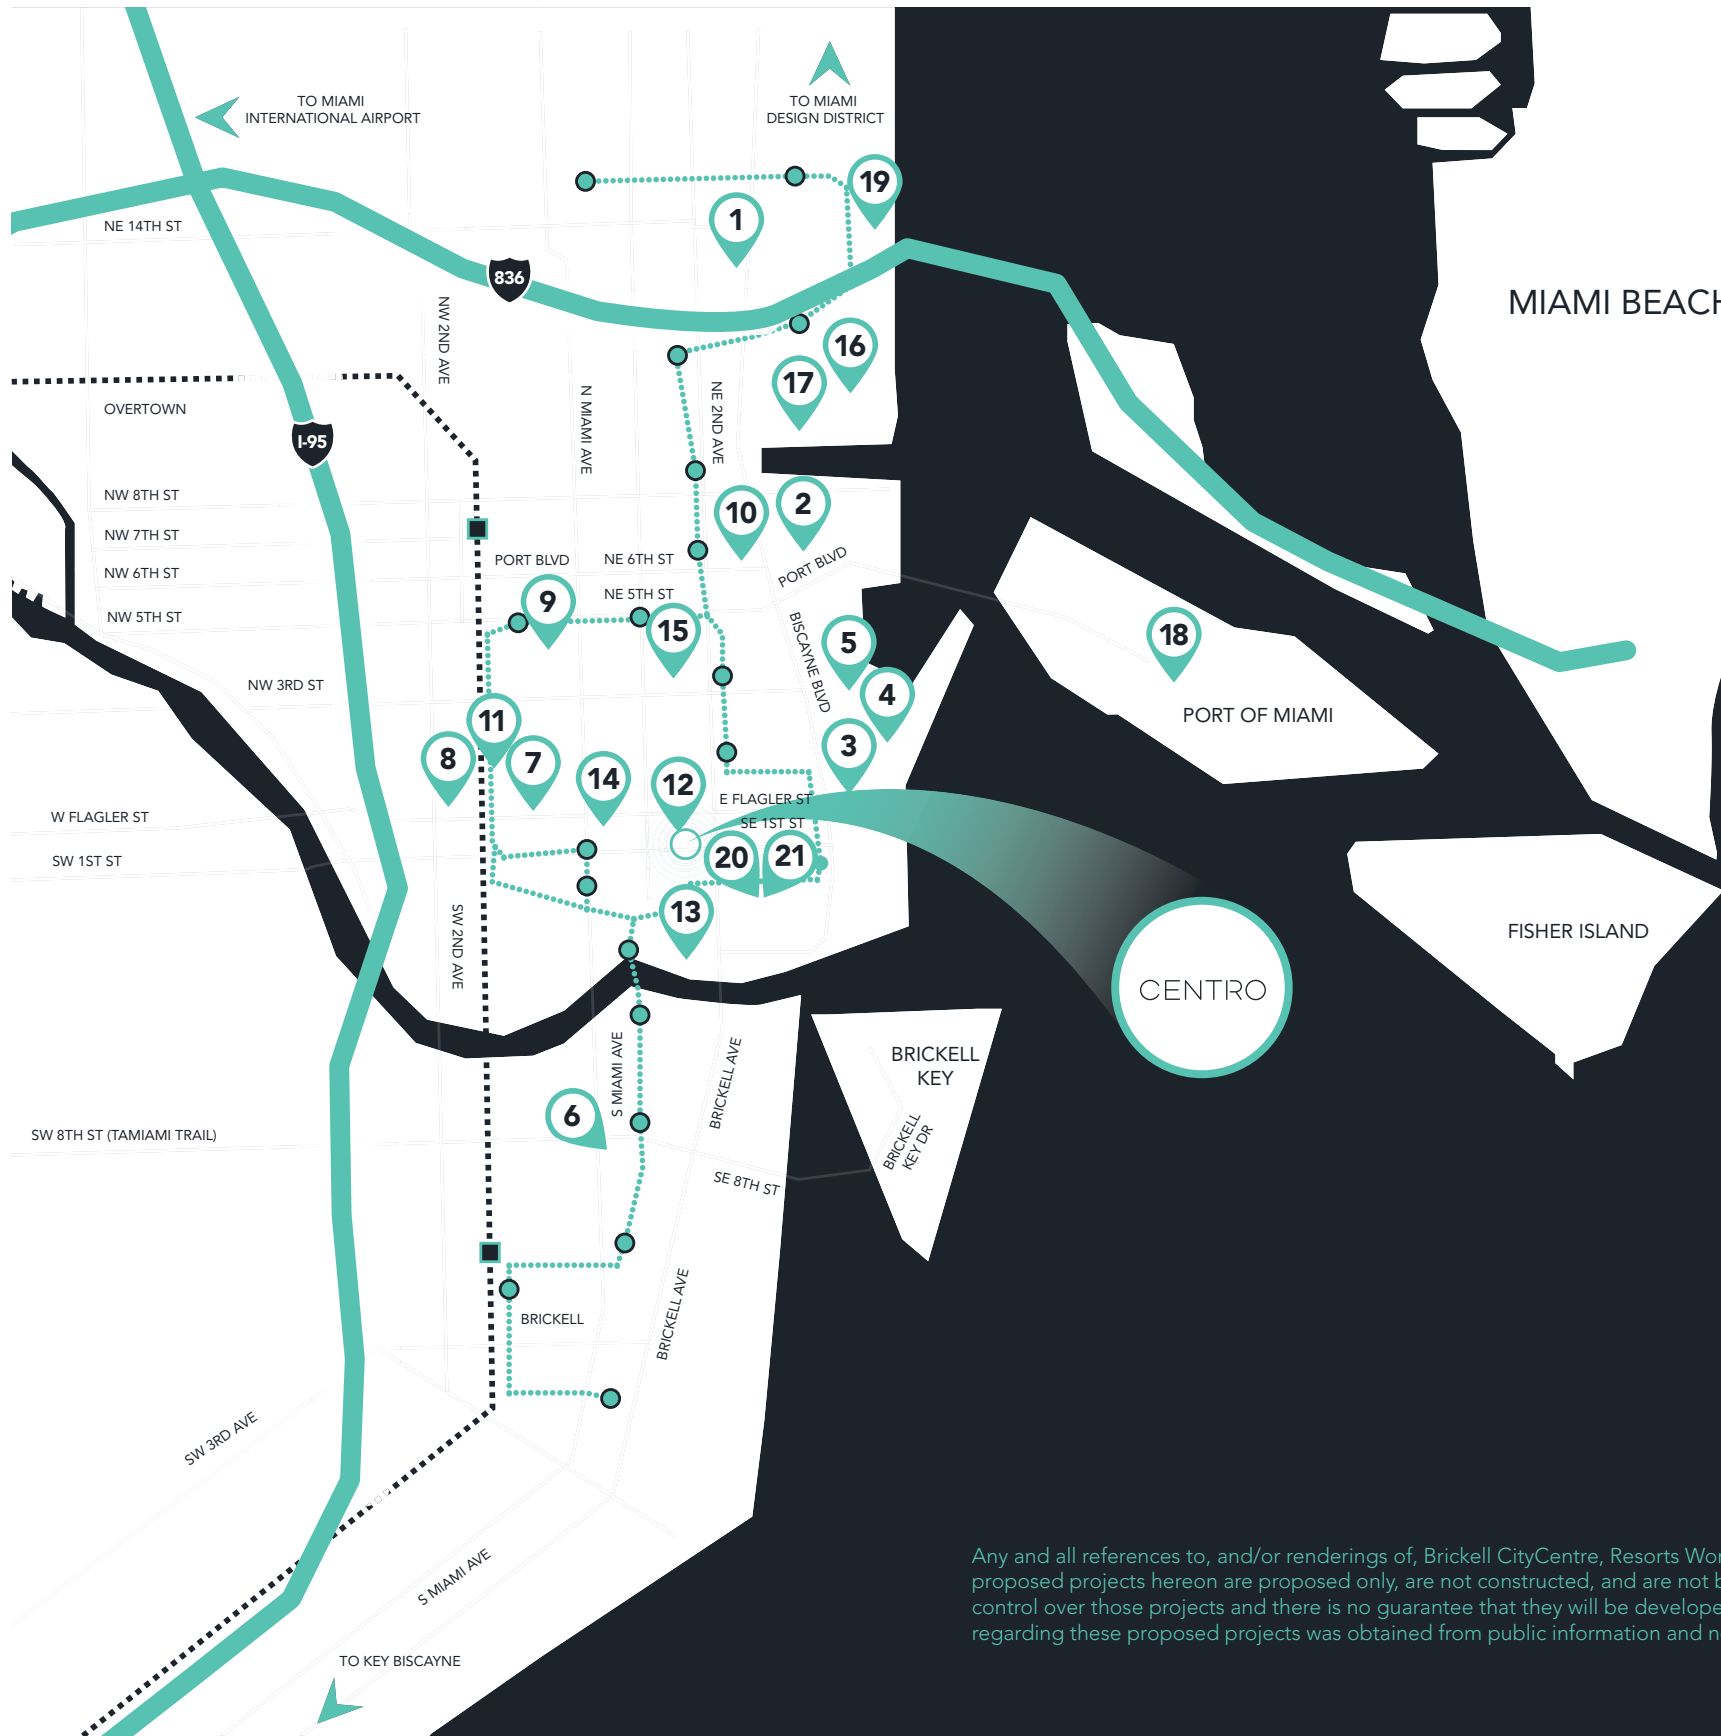 TO MIAMI
INTERNATIONAL AIRPORT
TO MIAMI
DESIGN DISTRICT
19
1
NE 14TH ST
836
MIAMI BEACH
NW 2ND AVE
16
17
OVERTOWN
N MIAMI AVE
NE 2ND AVE
I-95
NW 8TH ST
10
2
NW 7TH ST
PORT BLVD
NE 6TH ST
PORT BLVD
NW 6TH ST
NE 5TH ST
9
NW 5TH ST
15
BISCAYNE BLVD
5
18
NW 3RD ST
4
PORT OF MIAMI
11
3
8
7
14
12
E FLAGLER ST
W FLAGLER ST
SE 1ST ST
SW 1ST ST
20
21
13
SW 2ND AVE
FISHER ISLAND
CENTRO
BRICKELL
KEY
S MIAMI AVE
BRICKELL AVE
6
SW 8TH ST (TAMIAMI TRAIL)
BRICKELL
KEY DR
SE 8TH ST
BRICKELL
BRICKELL AVE
SW 3RD AVE
S MIAMI AVE
TO KEY BISCAYNE
Any and all references to, and/or renderings of, Brickell CityCentre, Resorts Wor
proposed projects hereon are proposed only, are not constructed, and are not b
control over those projects and there is no guarantee that they will be develope
regarding these proposed projects was obtained from public information and n